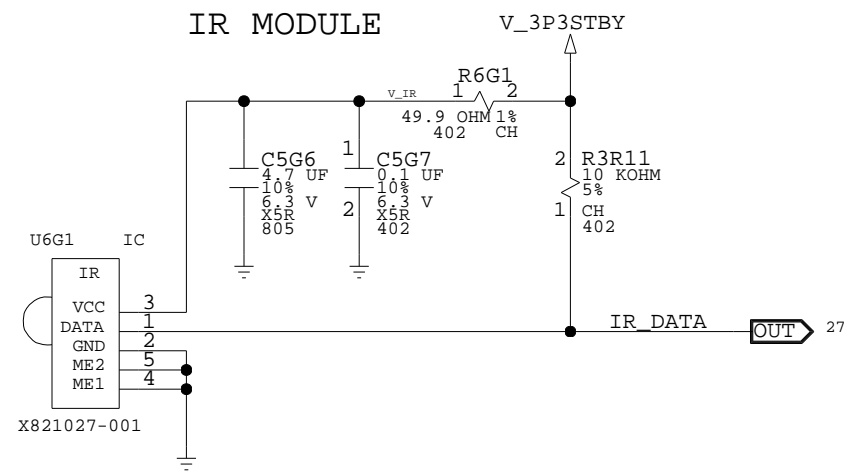 IR MODULE
V_3P3STBY
R6G1
V_IR 1 2
49.9 OHM 1%
402 CH
C5G6
4.7 UF
10%
6.3 V
X5R
805
1
2
C5G7
0.1 UF
10%
6.3 V
X5R
402
2
1
R3R11
10 KOHM
5%
CH
402
U6G1 IC
IR
VCC 3
DATA 1
GND 2
ME2 5
ME1 4
X821027-001
IR_DATA
OUT 27